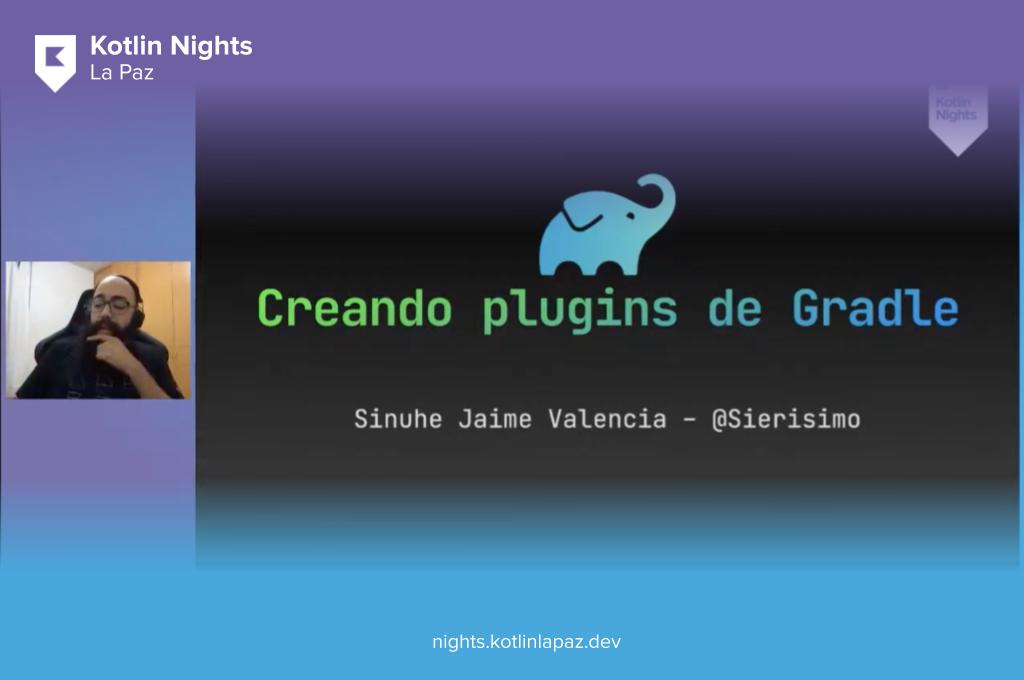 Kotlin Nights
La Paz
Kotlin
Nights
Creando plugins de Gradle
Sinuhe Jaime Valencia – @Sierisimo
nights.kotlinlapaz.dev